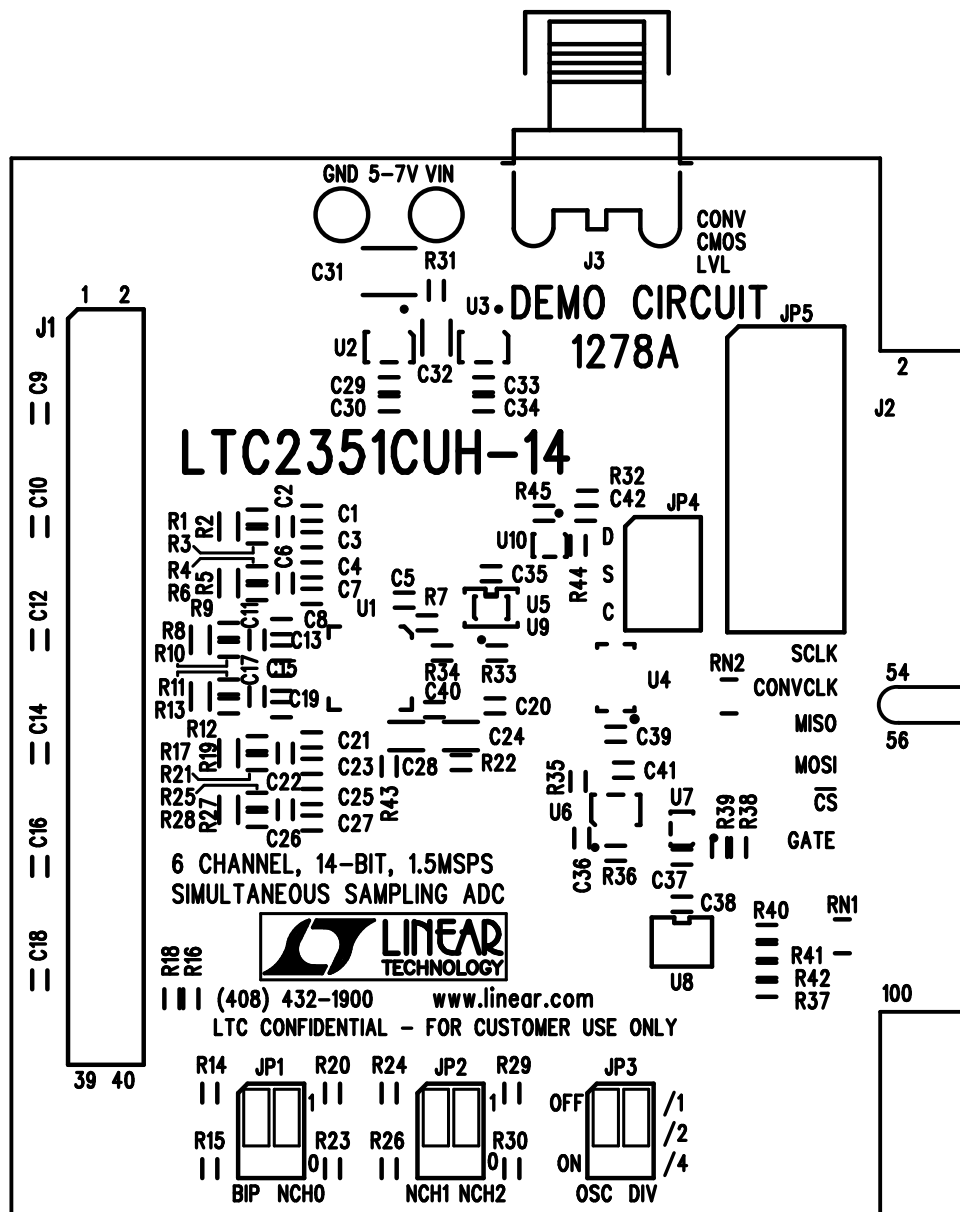 GND 5-7V VIN
CONV
CMOS
LVL
J3
C31
R31
U3
DEMO CIRCUIT
1278A
JP5
1 2
J1
U2
C32
2
J2
C9
C29
C30
C33
C34
LTC2351CUH-14
C10
R45
R32
C42
JP4
C2
C1
R1
R2
C3
R3
U10
D
C6
C4
R4
R44
S
C35
R6
R5
C7
C5
C
C12
R9
C11
C8
U1
R7
U5
U9
R8
C13
R10
C17
C15
R34
R33
U4
RN2
SCLK
54
CONVCLK
R11
R13
C19
C40
C20
MISO
56
C14
R12
C21
C24
C39
R17
R19
C23
C28
R22
C41
MOSI
R21
C22
R43
R35
R25
C25
U6
U7
CS
R28
R27
C27
R39
R38
GATE
C26
C16
C36
R36
C37
6 CHANNEL, 14-BIT, 1.5MSPS
SIMULTANEOUS SAMPLING ADC
C38
R40
RN1
LINEAR
TECHNOLOGY
C18
R18
R16
U8
R41
R42
R37
100
(408) 432-1900 www.linear.com
LTC CONFIDENTIAL - FOR CUSTOMER USE ONLY
39 40
R14
JP1
R20
R24
JP2
R29
JP3
1
1
OFF
/1
/2
R15
R23
R26
R30
0
0
ON
/4
BIP NCH0
NCH1 NCH2
OSC DIV